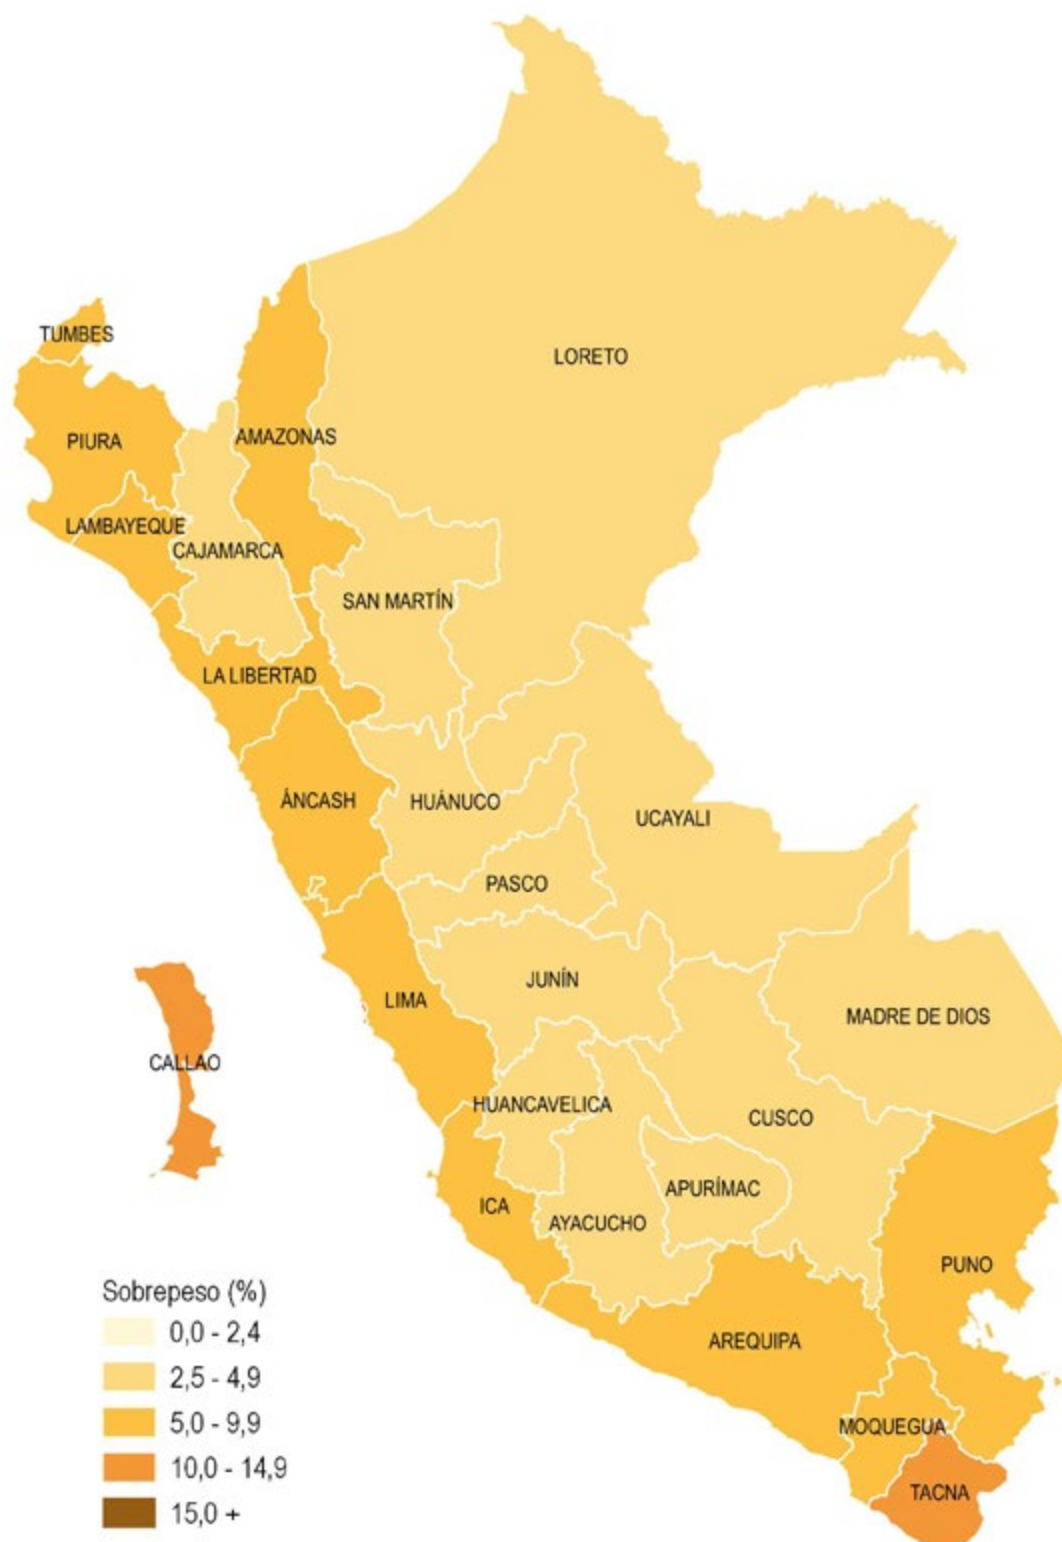 TUMBES
LORETO
PIURA
AMAZONAS
LAMBAYEQUE
CAJAMARCA
SAN MARTÍN
LA LIBERTAD
ÁNCASH
HUÁNUCO
UCAYALI
PASCO
JUNÍN
LIMA
MADRE DE DIOS
CALLAO
HUANCAVELICA
CUSCO
APURÍMAC
ICA
AYACUCHO
PUNO
AREQUIPA
MOQUEGUA
TACNA
Sobrepeso (%)
0,0 - 2,4
2,5 - 4,9
5,0 - 9,9
10,0 - 14,9
15,0 +